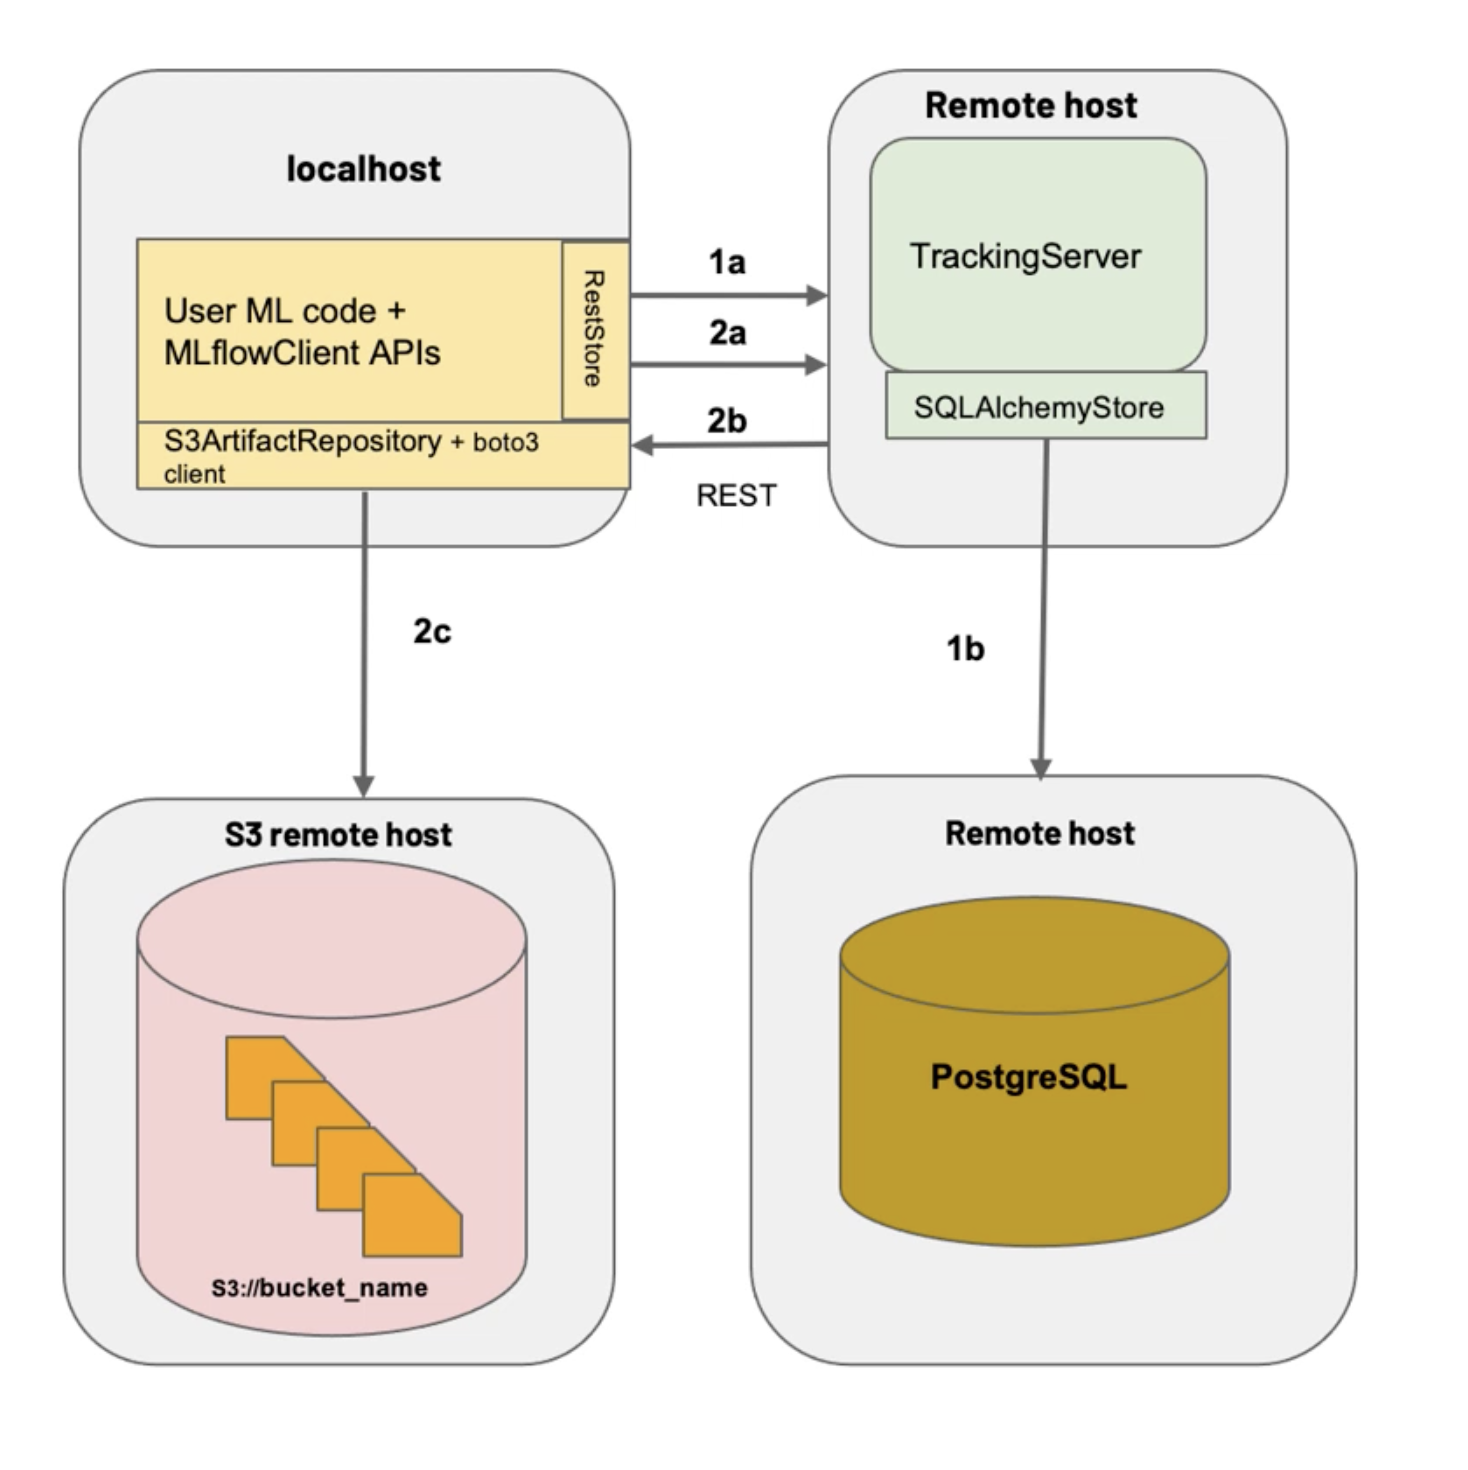 localhost
User ML code +
MLflowClient APIs
RestStore
S3ArtifactRepository + boto3
client
1a
2a
2b
REST
Remote host
TrackingServer
SQLAlchemyStore
2c
1b
S3 remote host
S3://bucket_name
Remote host
PostgreSQL